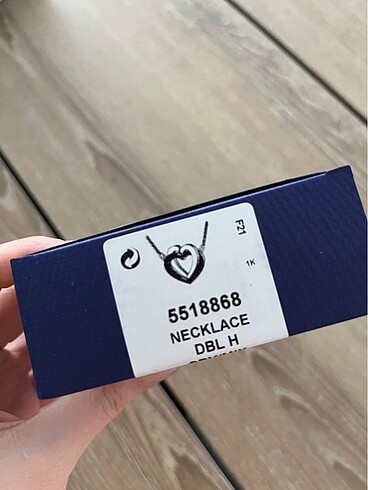 F21
1K
5518868
NECKLACE
DBL H